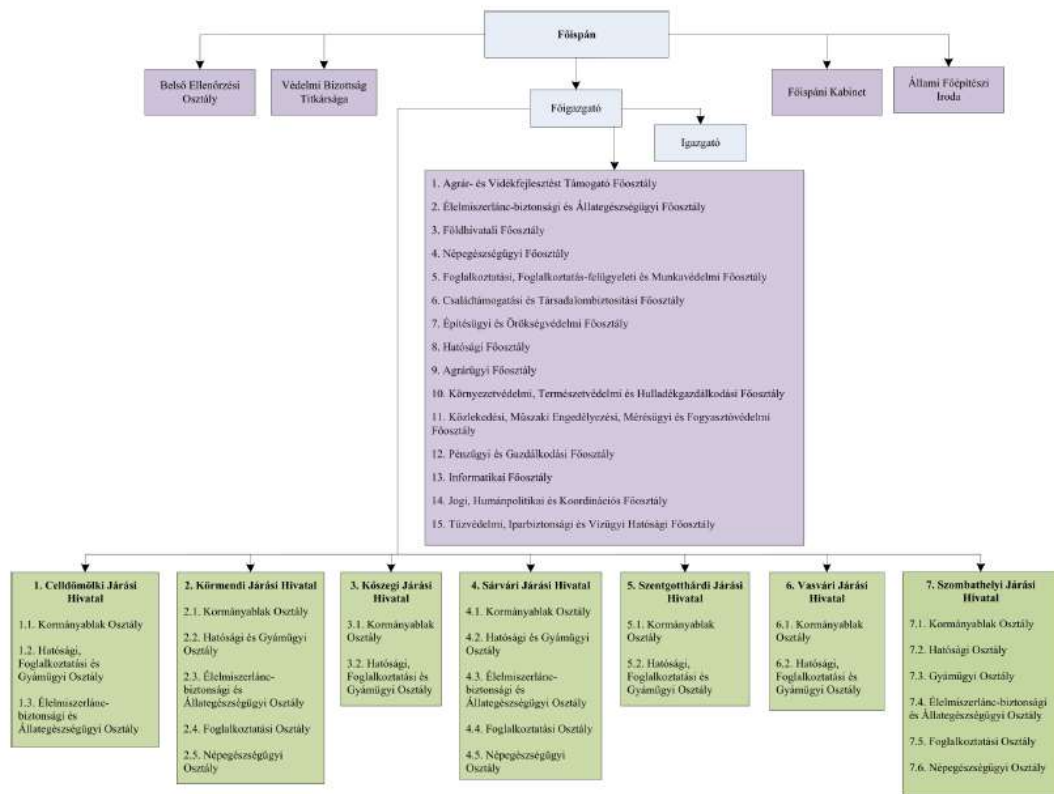 Főispán
Belső Ellenőrzési
Osztály
Védelmi Bizottság
Titkársága
Főispáni Kabinet
Állami Főépítészi
Iroda
Főigazgató
Igazgató
1. Agrár- és Vidékfejlesztést Támogató Főosztály
2. Élelmiszerlánc-biztonsági és Állategészségügyi Főosztály
3. Földhivatali Főosztály
4. Népegészségügyi Főosztály
5. Foglalkoztatási, Foglalkoztatás-felügyeleti és Munkavédelmi Főosztály
6. Családtámogatási és Társadalombiztosítási Főosztály
7. Építésügyi és Örökségvédelmi Főosztály
8. Hatósági Főosztály
9. Agrárügyi Főosztály
10. Környezetvédelmi, Természetvédelmi és Hulladékgazdálkodási Főosztály
11. Közlekedési, Műszaki Engedélyezési, Mérésügyi és Fogyasztóvédelmi
Főosztály
12. Pénzügyi és Gazdálkodási Főosztály
13. Informatikai Főosztály
14. Jogi, Humánpolitikai és Koordinációs Főosztály
15. Tűzvédelmi, Iparbiztonsági és Vízügyi Hatósági Főosztály
1. Celldömölki Járási
Hivatal
1.1. Kormányablak Osztály
1.2. Hatósági,
Foglalkoztatási és
Gyámügyi Osztály
1.3. Élelmiszerlánc-
biztonsági és
Állategészségügyi Osztály
2. Körmendi Járási Hivatal
2.1. Kormányablak Osztály
2.2. Hatósági és Gyámügyi
Osztály
2.3. Élelmiszerlánc-
biztonsági és
Állategészségügyi Osztály
2.4. Foglalkoztatási Osztály
2.5. Népegészségügyi
Osztály
3. Kőszegi Járási
Hivatal
3.1. Kormányablak
Osztály
3.2. Hatósági,
Foglalkoztatási és
Gyámügyi Osztály
4. Sárvári Járási Hivatal
4.1. Kormányablak Osztály
4.2. Hatósági és Gyámügyi
Osztály
4.3. Élelmiszerlánc-
biztonsági és
Állategészségügyi Osztály
4.4. Foglalkoztatási Osztály
4.5. Népegészségügyi
Osztály
5. Szentgotthárdi Járási
Hivatal
5.1. Kormányablak
Osztály
5.2. Hatósági,
Foglalkoztatási és
Gyámügyi Osztály
6. Vasvári Járási
Hivatal
6.1. Kormányablak
Osztály
6.2. Hatósági,
Foglalkoztatási és
Gyámügyi Osztály
7. Szombathelyi Járási
Hivatal
7.1. Kormányablak Osztály
7.2. Hatósági Osztály
7.3. Gyámügyi Osztály
7.4. Élelmiszerlánc-biztonsági
és Állategészségügyi Osztály
7.5. Foglalkoztatási Osztály
7.6. Népegészségügyi Osztály